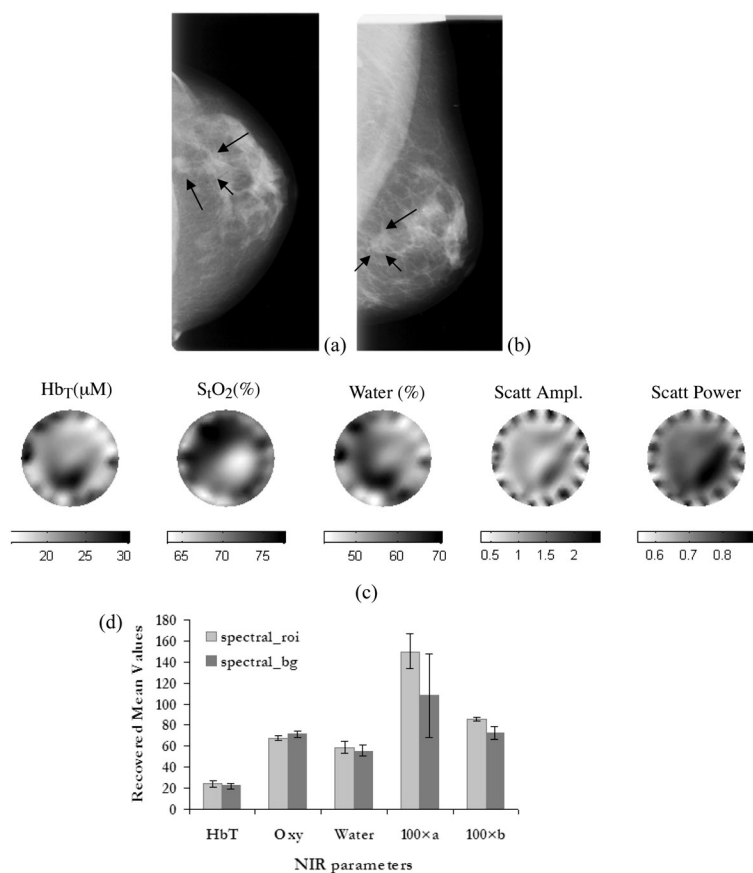 (a)
(b)
HbT(μM)
StO2(%)
Water (%)
Scatt Ampl.
Scatt Power
20 25 30
65 70 75
50 60 70
0.5 1 1.5 2
0.6 0.7 0.8
(c)
(d)
Recovered Mean Values
180
160
140
120
100
80
60
40
20
0
spectral_roi
spectral_bg
HbT Oxy Water 100×a 100×b
NIR parameters